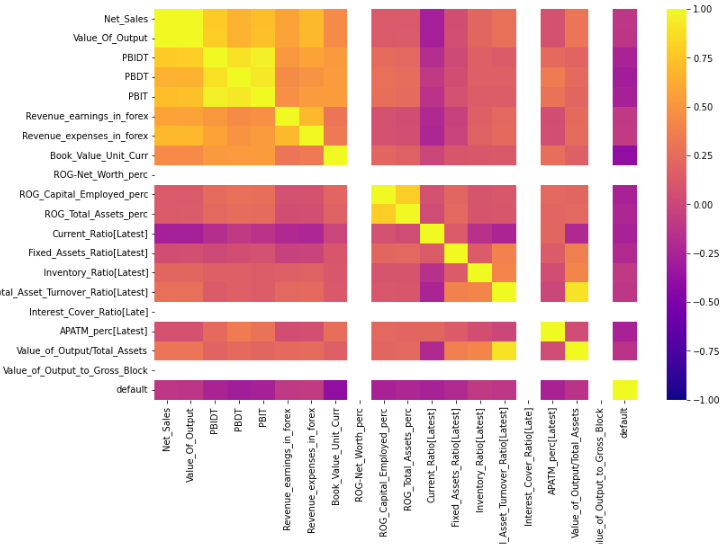 Net_Sales
Value_Of_Output
PBIDT
PBDT
PBIT
Revenue_earnings_in_forex
Revenue_expenses_in_forex
Book_Value_Unit_Curr
ROG-Net_Worth_perc
ROG_Capital_Employed_perc
ROG_Total_Assets_perc
Current_Ratio[Latest]
Fixed_Assets_Ratio[Latest]
Inventory_Ratio[Latest]
otal_Asset_Turnover_Ratio[Latest]
Interest_Cover_Ratio[Late]
APATM_perc[Latest]
Value_of_Output/Total_Assets
Value_of_Output_to_Gross_Block
default
Net_Sales
Value_Of_Output
PBIDT
PBDT
PBIT
Revenue_earnings_in_forex
Revenue_expenses_in_forex
Book_Value_Unit_Curr
ROG-Net_Worth_perc
ROG_Capital_Employed_perc
ROG_Total_Assets_perc
Current_Ratio[Latest]
Fixed_Assets_Ratio[Latest]
Inventory_Ratio[Latest]
l_Asset_Turnover_Ratio[Latest]
Interest_Cover_Ratio[Late]
APATM_perc[Latest]
Value_of_Output/Total_Assets
alue_of_Output_to_Gross_Block
default
1.00
0.75
0.50
0.25
0.00
−0.25
−0.50
−0.75
−1.00